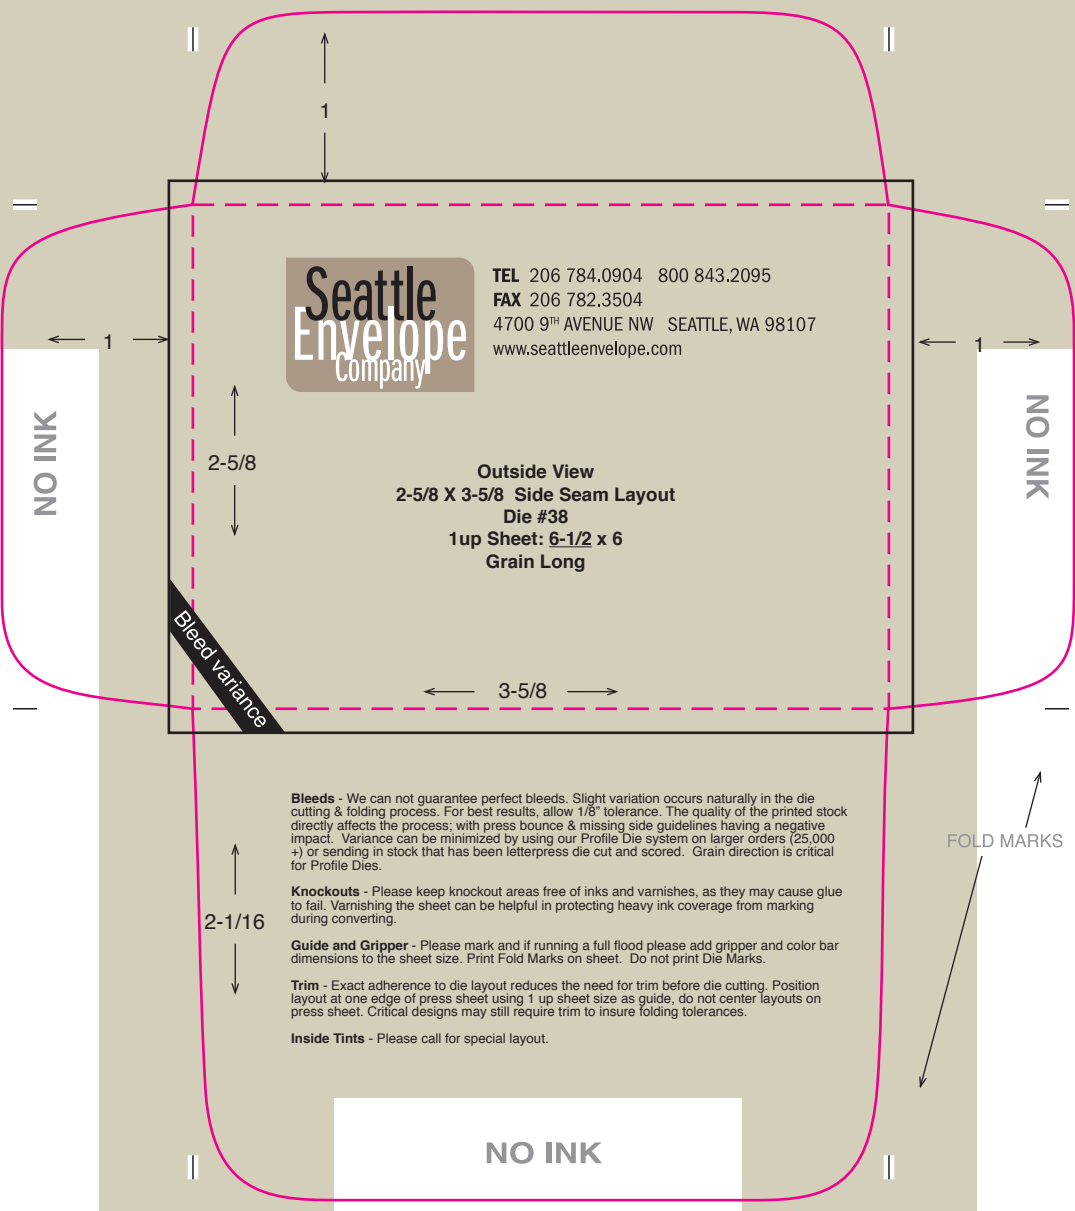 1
Seattle
Envelope
Company
TEL 206 784.0904 800 843.2095
FAX 206 782.3504
4700 9TH AVENUE NW SEATTLE, WA 98107
www.seattleenvelope.com
1
1
NO INK
NO INK
2-5/8
Outside View
2-5/8 X 3-5/8 Side Seam Layout
Die #38
1up Sheet: 6-1/2 x 6
Grain Long
Bleed variance
3-5/8
Bleeds - We can not guarantee perfect bleeds. Slight variation occurs naturally in the die
cutting & folding process. For best results, allow 1/8" tolerance. The quality of the printed stock
directly affects the process; with press bounce & missing side guidelines having a negative
impact. Variance can be minimized by using our Profile Die system on larger orders (25,000
+) or sending in stock that has been letterpress die cut and scored. Grain direction is critical
for Profile Dies.
FOLD MARKS
Knockouts - Please keep knockout areas free of inks and varnishes, as they may cause glue
to fail. Varnishing the sheet can be helpful in protecting heavy ink coverage from marking
during converting.
2-1/16
Guide and Gripper - Please mark and if running a full flood please add gripper and color bar
dimensions to the sheet size. Print Fold Marks on sheet. Do not print Die Marks.
Trim - Exact adherence to die layout reduces the need for trim before die cutting. Position
layout at one edge of press sheet using 1 up sheet size as guide, do not center layouts on
press sheet. Critical designs may still require trim to insure folding tolerances.
Inside Tints - Please call for special layout.
NO INK